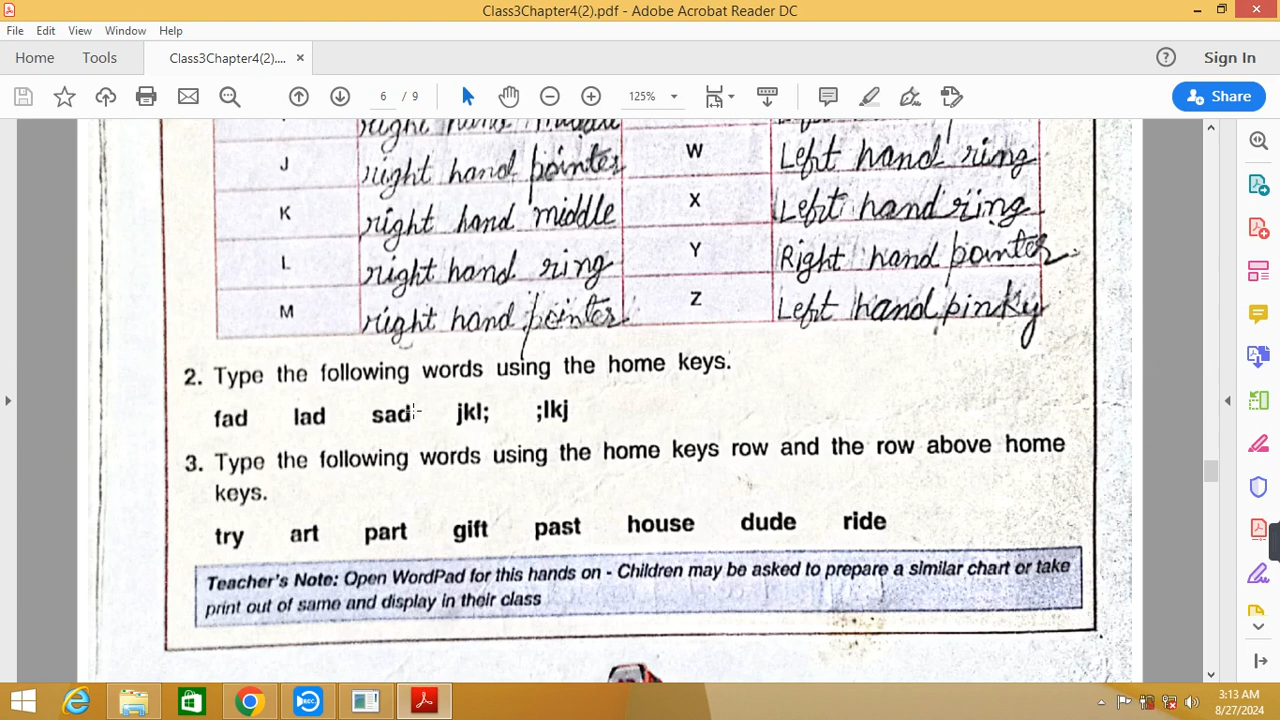 Class3Chapter4(2).pdf - Adobe Acrobat Reader DC
File Edit View Window Help
Home Tools Class3Chapter4(2).... × Sign In
6 / 9 125% Share
right hand middle
J right hand pointer W Left hand ring
K right hand middle X Left hand ring
L right hand ring Y Right hand pointer
M right hand pointer Z Left hand pinky
2. Type the following words using the home keys.
fad lad sad jkl; ;lkj
3. Type the following words using the home keys row and the row above home
keys.
try art part gift past house dude ride
Teacher's Note: Open WordPad for this hands on - Children may be asked to prepare a similar chart or take
print out of same and display in their class
REC
3:13 AM
8/27/2024